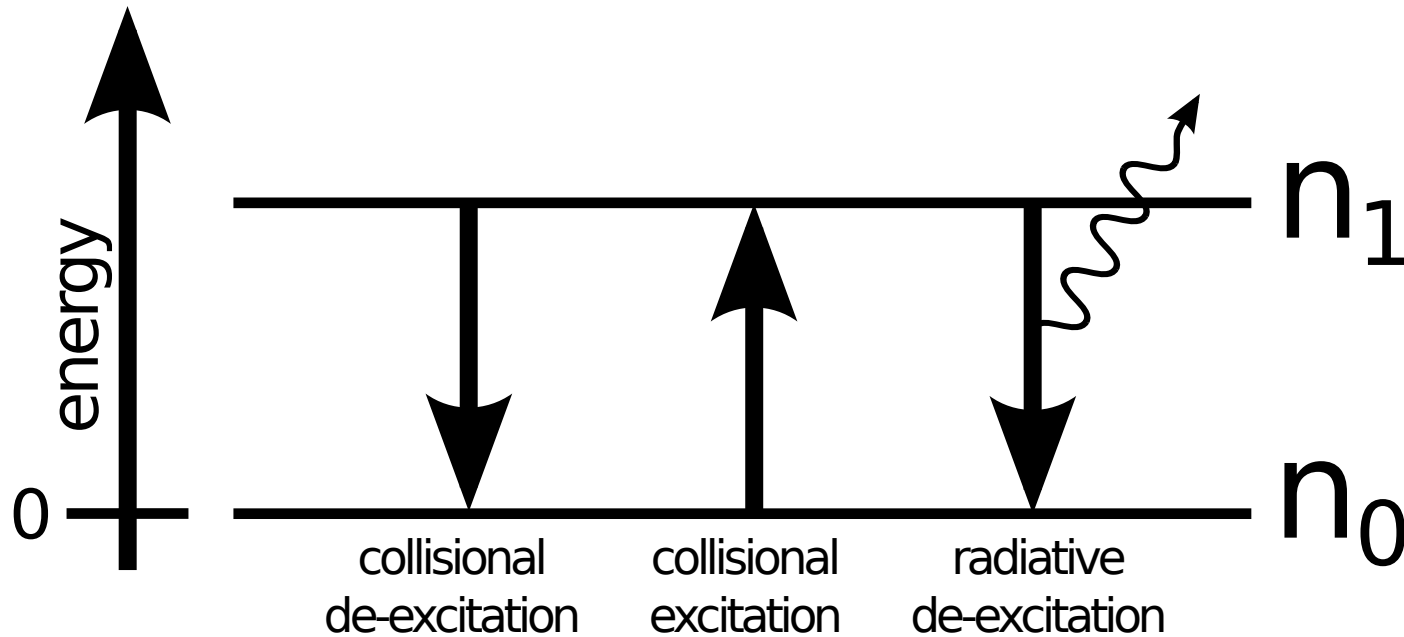 energy
0
n₁
n₀
collisional
de-excitation
collisional
excitation
radiative
de-excitation